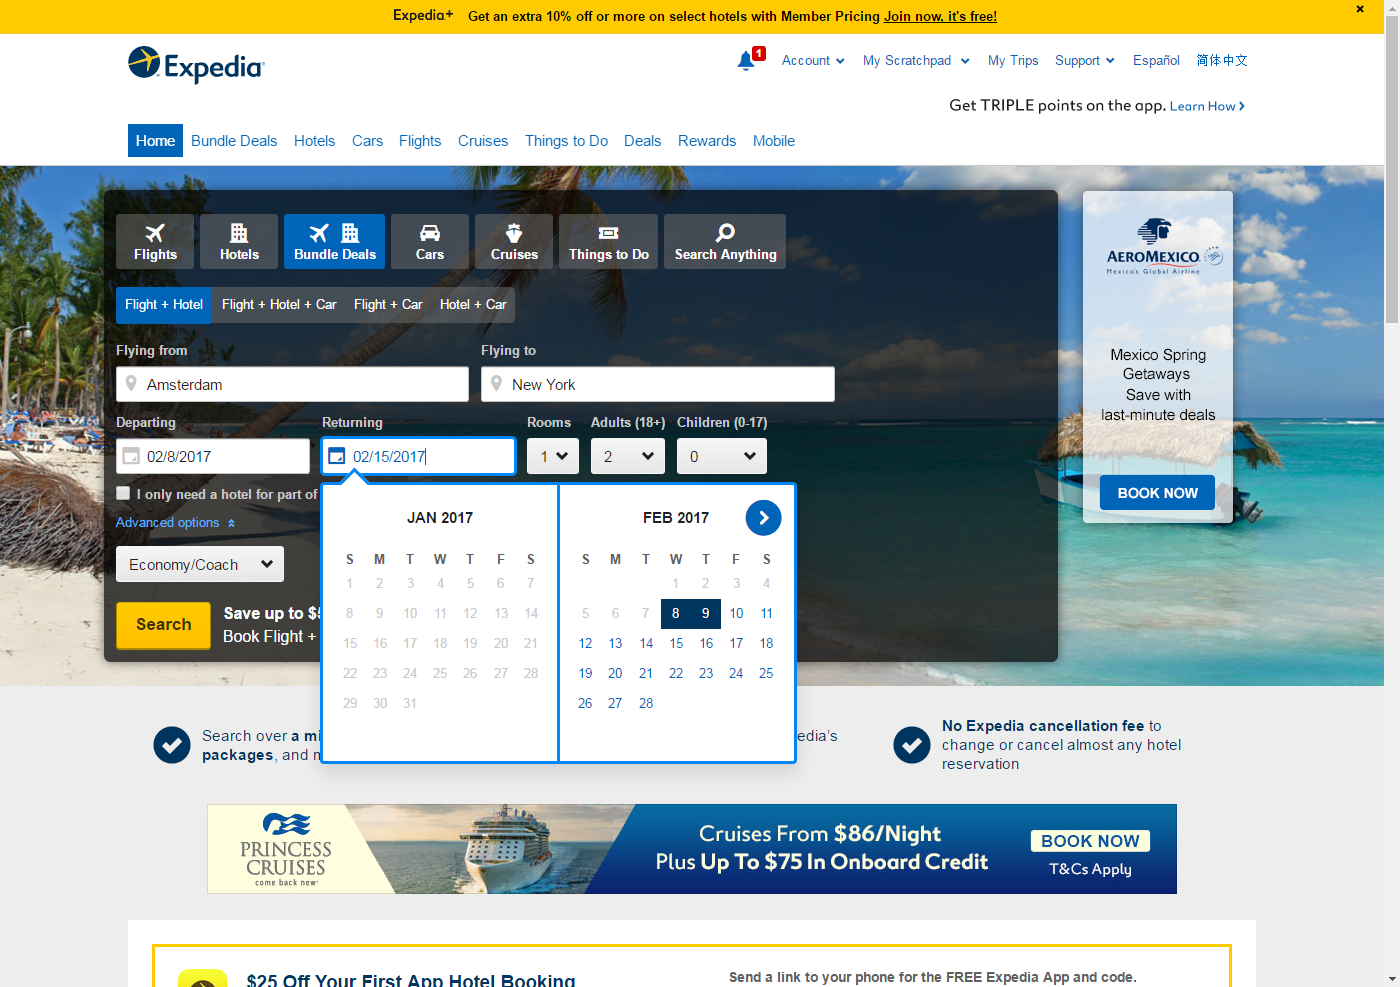 Expedia+ Get an extra 10% off or more on select hotels with Member Pricing Join now, it's free!
Expedia
1 Account My Scratchpad My Trips Support Español 简体中文
Get TRIPLE points on the app. Learn How
Home Bundle Deals Hotels Cars Flights Cruises Things to Do Deals Rewards Mobile
Flights Hotels Bundle Deals Cars Cruises Things to Do Search Anything
Flight + Hotel Flight + Hotel + Car Flight + Car Hotel + Car
Flying from Flying to
Amsterdam New York
Departing Returning Rooms Adults (18+) Children (0-17)
02/8/2017 02/15/2017 1 2 0
I only need a hotel for part of
Advanced options
Economy/Coach
Search
Save up to
Book Flight +
JAN 2017
S M T W T F S
1 2 3 4 5 6 7
8 9 10 11 12 13 14
15 16 17 18 19 20 21
22 23 24 25 26 27 28
29 30 31
FEB 2017
S M T W T F S
1 2 3 4
5 6 7 8 9 10 11
12 13 14 15 16 17 18
19 20 21 22 23 24 25
26 27 28
AEROMEXICO
Mexico's Global Airline
Mexico Spring
Getaways
Save with
last-minute deals
BOOK NOW
Search over a mi
packages, and
edia's
No Expedia cancellation fee to
change or cancel almost any hotel
reservation
PRINCESS
CRUISES
come back new
Cruises From $86/Night
Plus Up To $75 In Onboard Credit
BOOK NOW
T&Cs Apply
$25 Off Your First App Hotel Booking
Send a link to your phone for the FREE Expedia App and code.